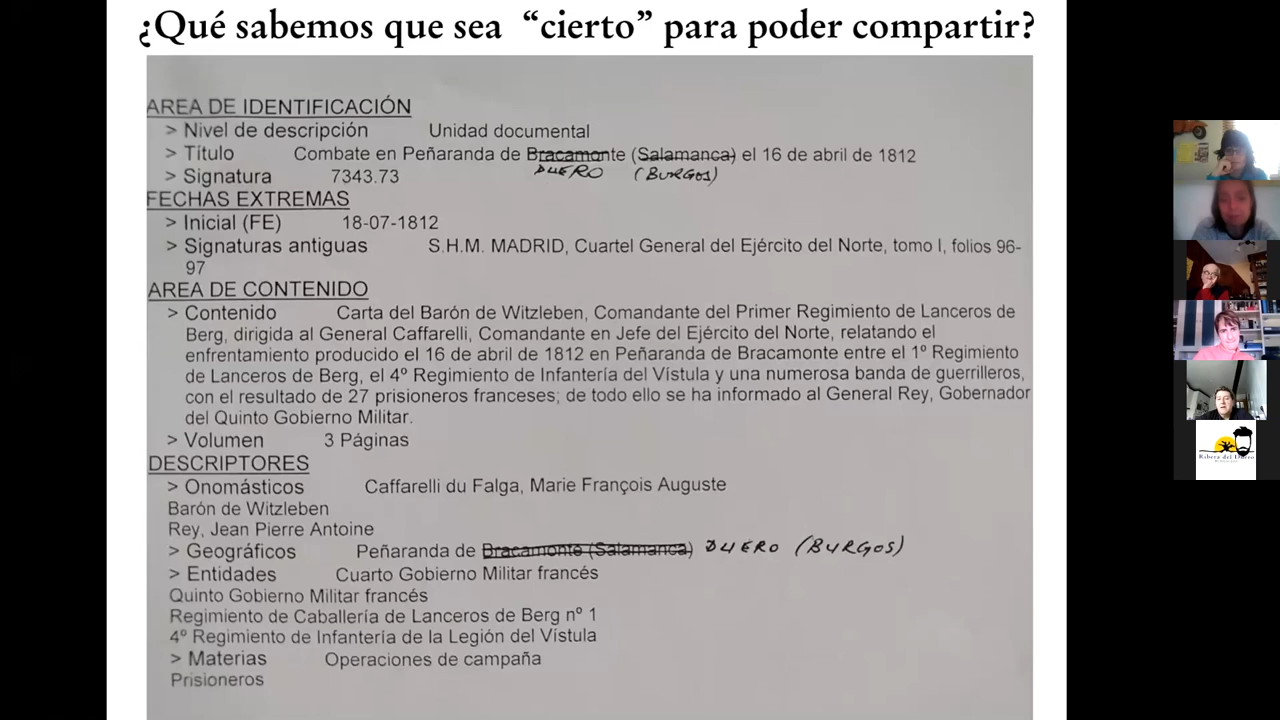 ¿Qué sabemos que sea “cierto” para poder compartir?
AREA DE IDENTIFICACIÓN
> Nivel de descripción Unidad documental
> Título Combate en Peñaranda de Bracamonte (Salamanca) el 16 de abril de 1812
DUERO (BURGOS)
> Signatura 7343.73
FECHAS EXTREMAS
> Inicial (FE) 18-07-1812
> Signaturas antiguas S.H.M. MADRID, Cuartel General del Ejército del Norte, tomo I, folios 96-
97
AREA DE CONTENIDO
> Contenido Carta del Barón de Witzleben, Comandante del Primer Regimiento de Lanceros de
Berg, dirigida al General Caffarelli, Comandante en Jefe del Ejército del Norte, relatando el
enfrentamiento producido el 16 de abril de 1812 en Peñaranda de Bracamonte entre el 1º Regimiento
de Lanceros de Berg, el 4º Regimiento de Infantería del Vístula y una numerosa banda de guerrilleros,
con el resultado de 27 prisioneros franceses; de todo ello se ha informado al General Rey, Gobernador
del Quinto Gobierno Militar.
> Volumen 3 Páginas
DESCRIPTORES
> Onomásticos Caffarelli du Falga, Marie François Auguste
Barón de Witzleben
Rey, Jean Pierre Antoine
> Geográficos Peñaranda de Bracamonte (Salamanca) DUERO (BURGOS)
> Entidades Cuarto Gobierno Militar francés
Quinto Gobierno Militar francés
Regimiento de Caballería de Lanceros de Berg nº 1
4º Regimiento de Infantería de la Legión del Vístula
> Materias Operaciones de campaña
Prisioneros
Ribera del Duero